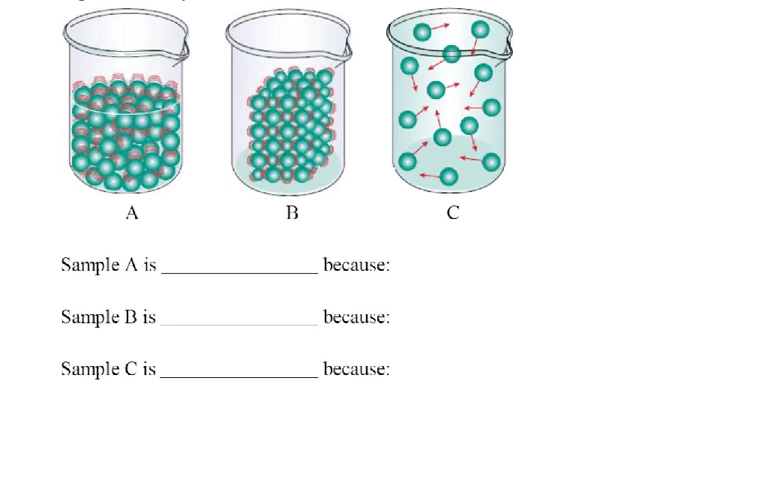 A B C
Sample A is ________________ because:
Sample B is ________________ because:
Sample C is ________________ because: